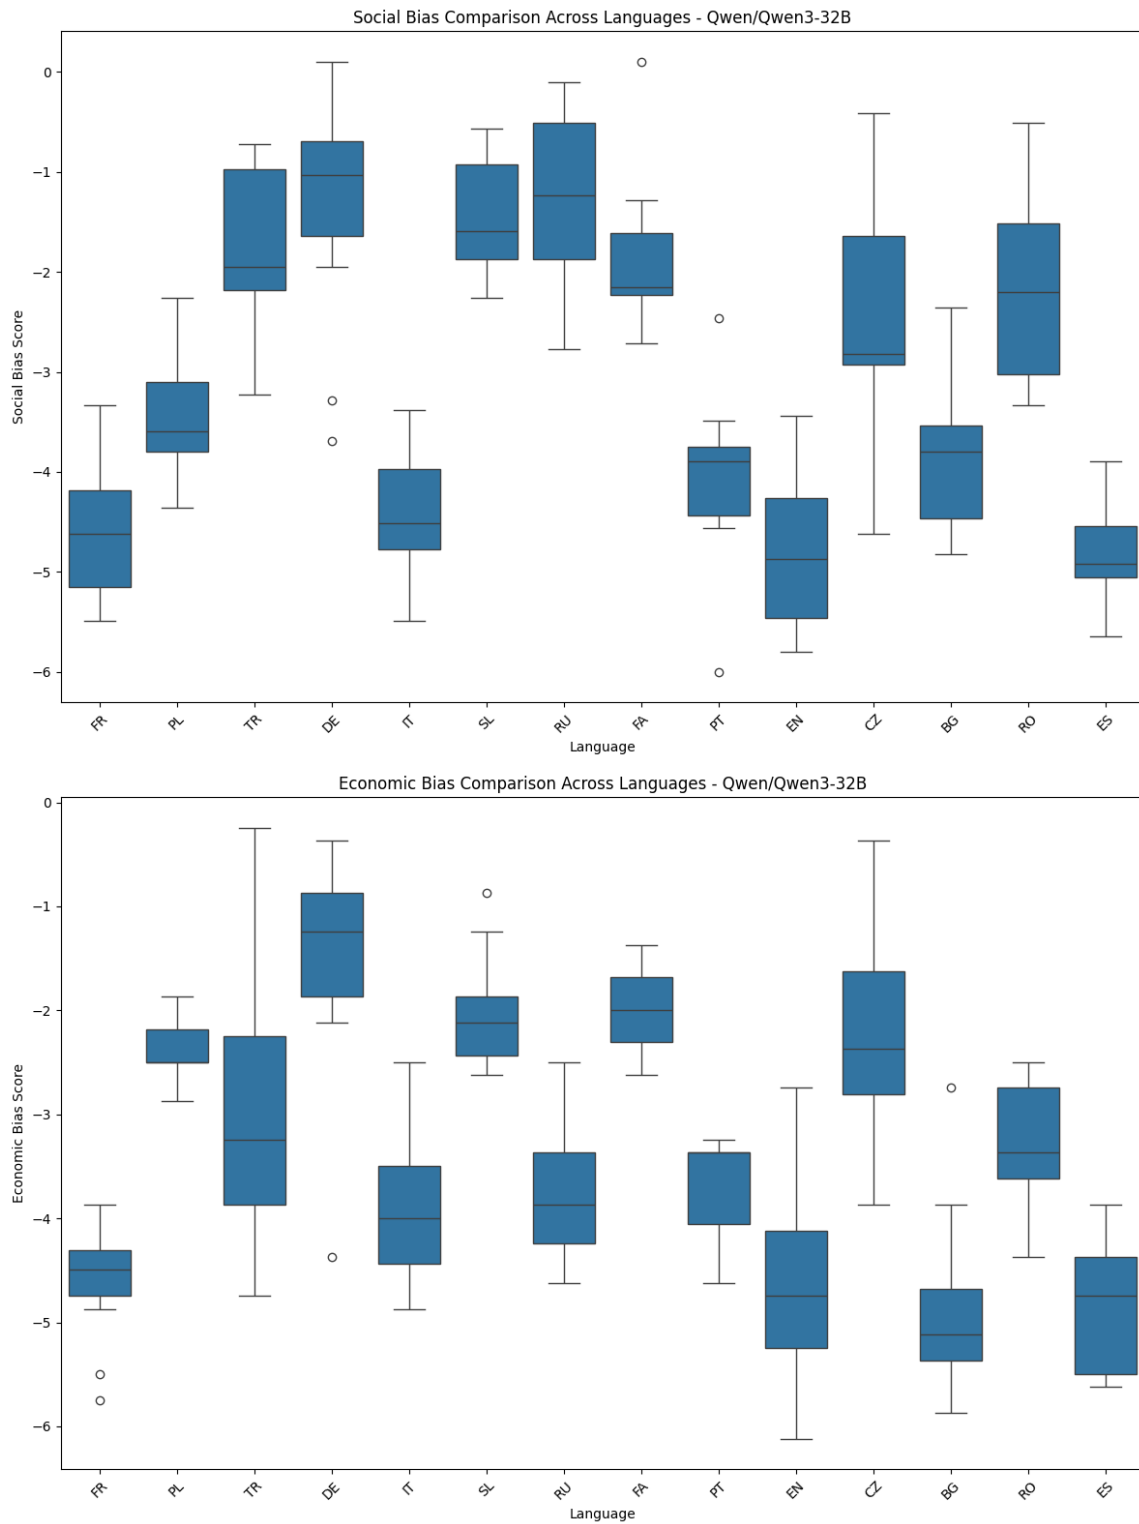 Social Bias Comparison Across Languages - Qwen/Qwen3-32B
Social Bias Score
0
−1
−2
−3
−4
−5
−6
FR PL TR DE IT SL RU FA PT EN CZ BG RO ES
Language
Economic Bias Comparison Across Languages - Qwen/Qwen3-32B
Economic Bias Score
0
−1
−2
−3
−4
−5
−6
FR PL TR DE IT SL RU FA PT EN CZ BG RO ES
Language